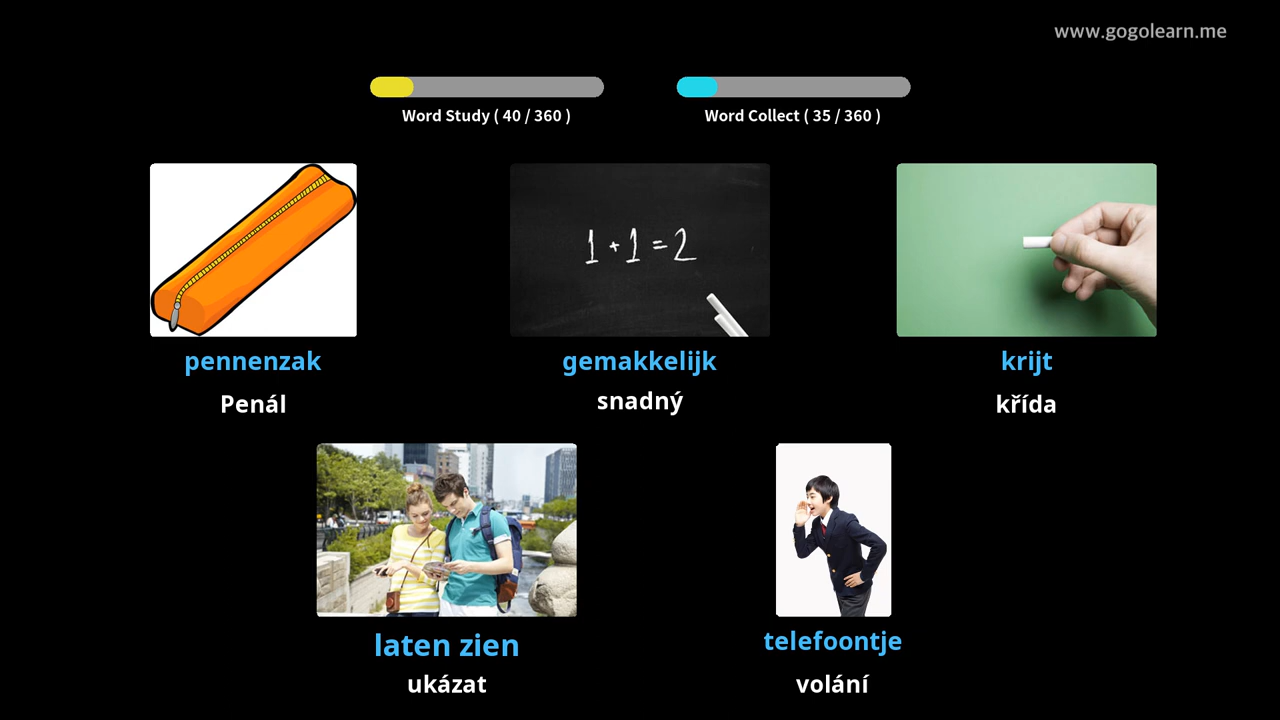 www.gogolearn.me
Word Study ( 40 / 360 )
Word Collect ( 35 / 360 )
1 + 1 = 2
pennenzak
Penál
gemakkelijk
snadný
krijt
křída
laten zien
ukázat
telefoontje
volání